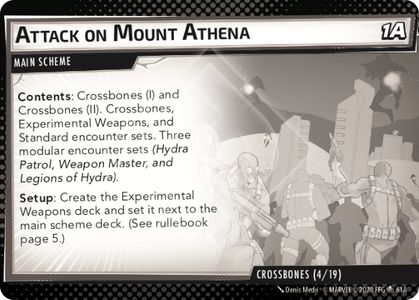 ATTACK ON MOUNT ATHENA
1A
MAIN SCHEME
Contents: Crossbones (I) and
Crossbones (II). Crossbones,
Experimental Weapons, and
Standard encounter sets. Three
modular encounter sets (Hydra
Patrol, Weapon Master, and
Legions of Hydra).
Setup: Create the Experimental
Weapons deck and set it next to the
main scheme deck. (See rulebook
page 5.)
CROSSBONES (4/19)
Denis Medri © MARVEL © 2020 FFG 61A